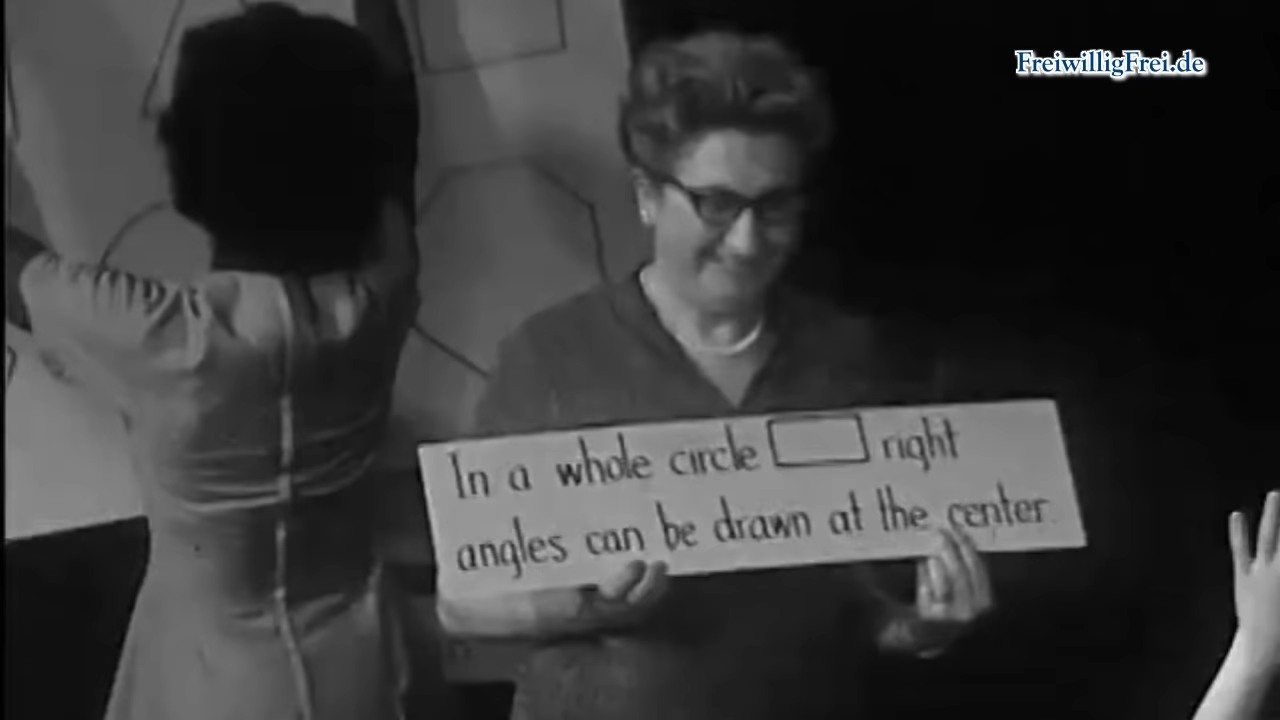 FreiwilligFrei.de
In a whole circle right
angles can be drawn at the center.